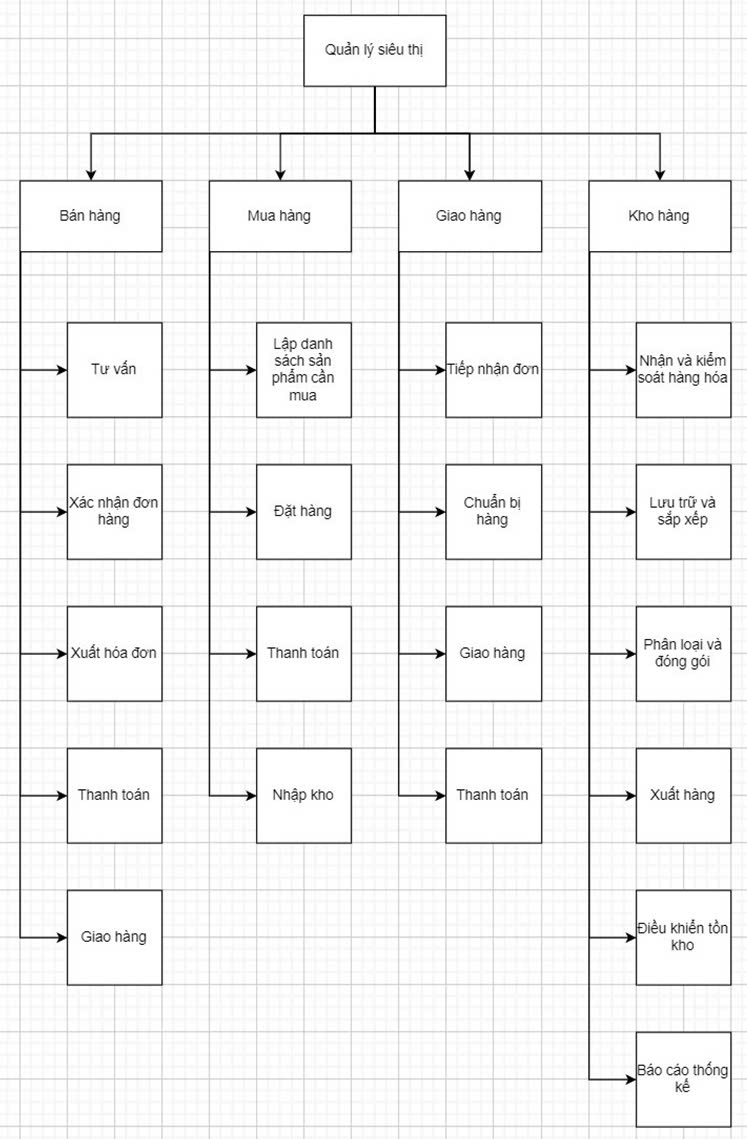 Quản lý siêu thị
Bán hàng
Mua hàng
Giao hàng
Kho hàng
Tư vấn
Xác nhận đơn
hàng
Xuất hóa đơn
Thanh toán
Giao hàng
Lập danh
sách sản
phẩm cần
mua
Đặt hàng
Thanh toán
Nhập kho
Tiếp nhận đơn
Chuẩn bị
hàng
Giao hàng
Thanh toán
Nhận và kiểm
soát hàng hóa
Lưu trữ và
sắp xếp
Phân loại và
đóng gói
Xuất hàng
Điều khiển tồn
kho
Báo cáo thống
kế